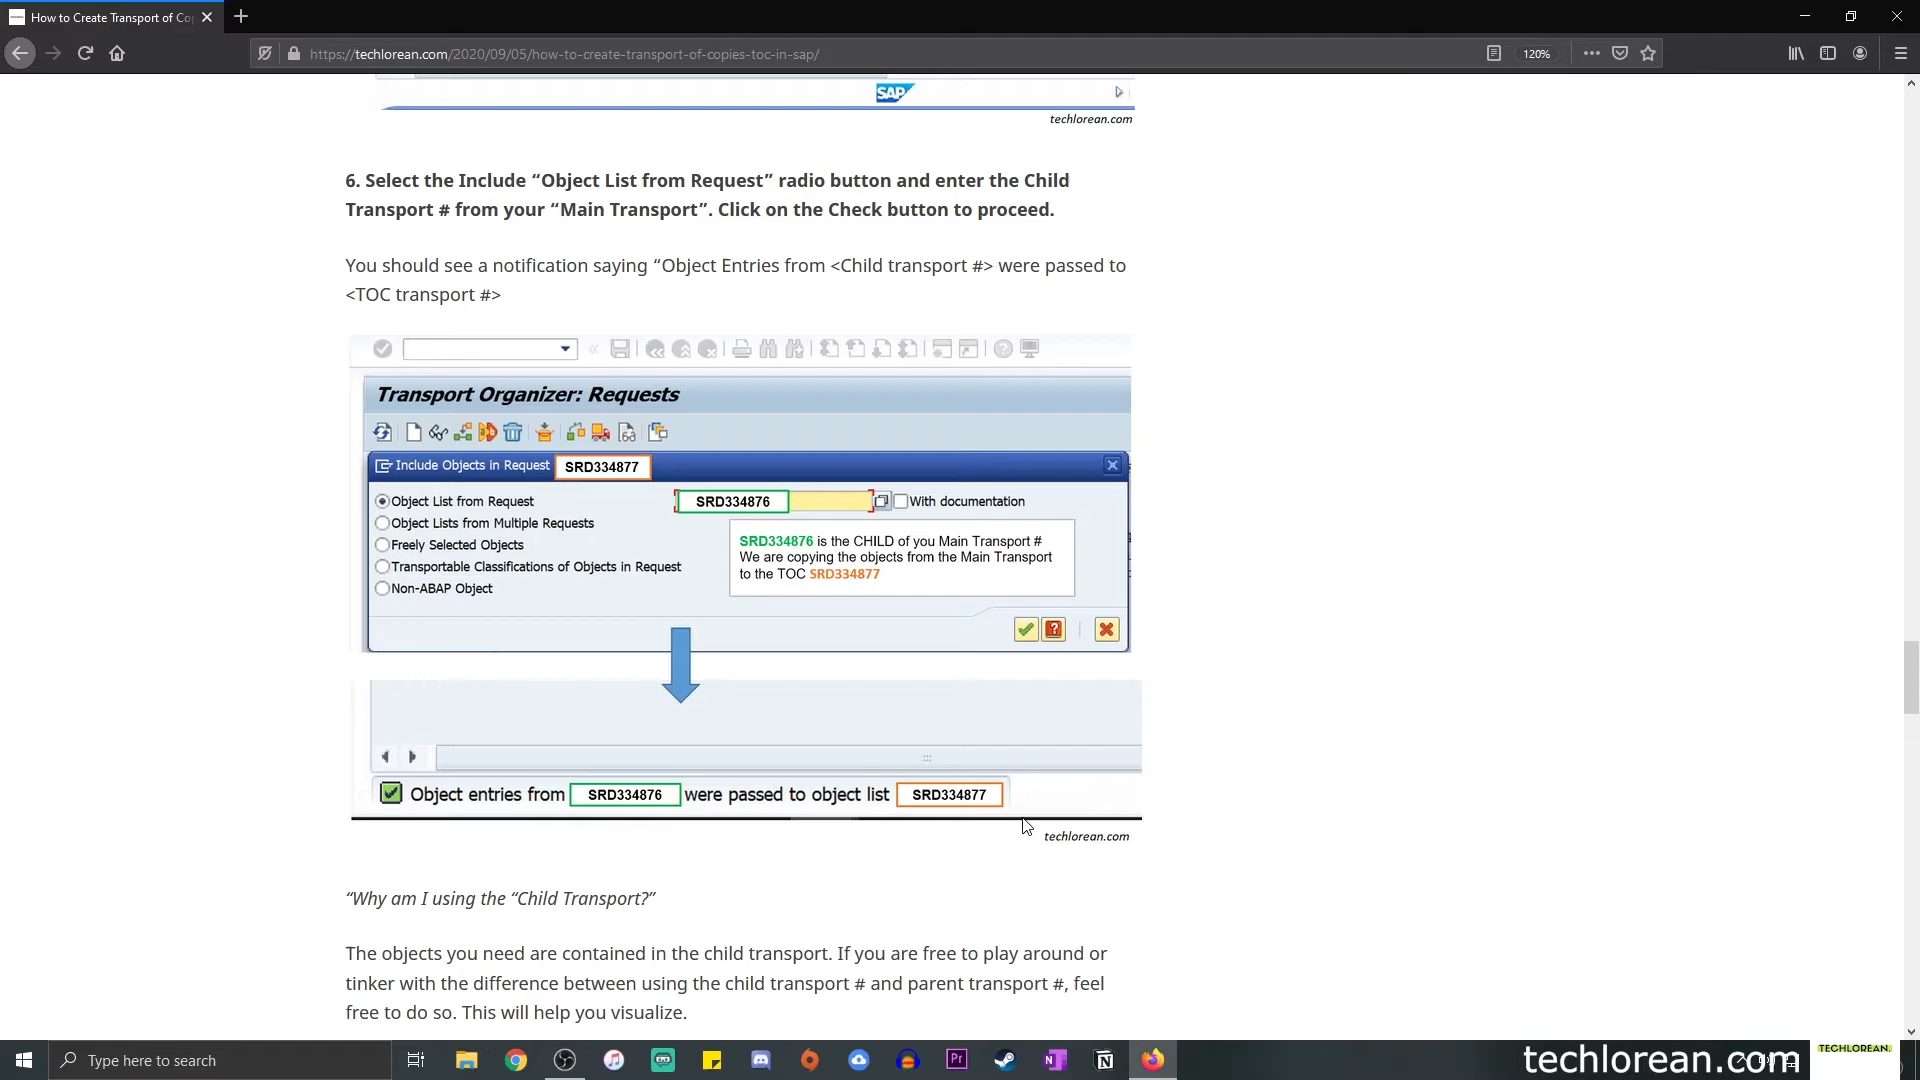 How to Create Transport of Co
https://techlorean.com/2020/09/05/how-to-create-transport-of-copies-toc-in-sap/
120%
SAP
techlorean.com
6. Select the Include “Object List from Request” radio button and enter the Child
Transport # from your “Main Transport”. Click on the Check button to proceed.
You should see a notification saying “Object Entries from <Child transport #> were passed to
<TOC transport #>
Transport Organizer: Requests
Include Objects in Request SRD334877
Object List from Request SRD334876 With documentation
Object Lists from Multiple Requests
Freely Selected Objects
Transportable Classifications of Objects in Request
Non-ABAP Object
SRD334876 is the CHILD of you Main Transport #
We are copying the objects from the Main Transport
to the TOC SRD334877
Object entries from SRD334876 were passed to object list SRD334877
techlorean.com
“Why am I using the “Child Transport?”
The objects you need are contained in the child transport. If you are free to play around or
tinker with the difference between using the child transport # and parent transport #, feel
free to do so. This will help you visualize.
Type here to search
Pr
techlorean.com
TECHLOREAN.